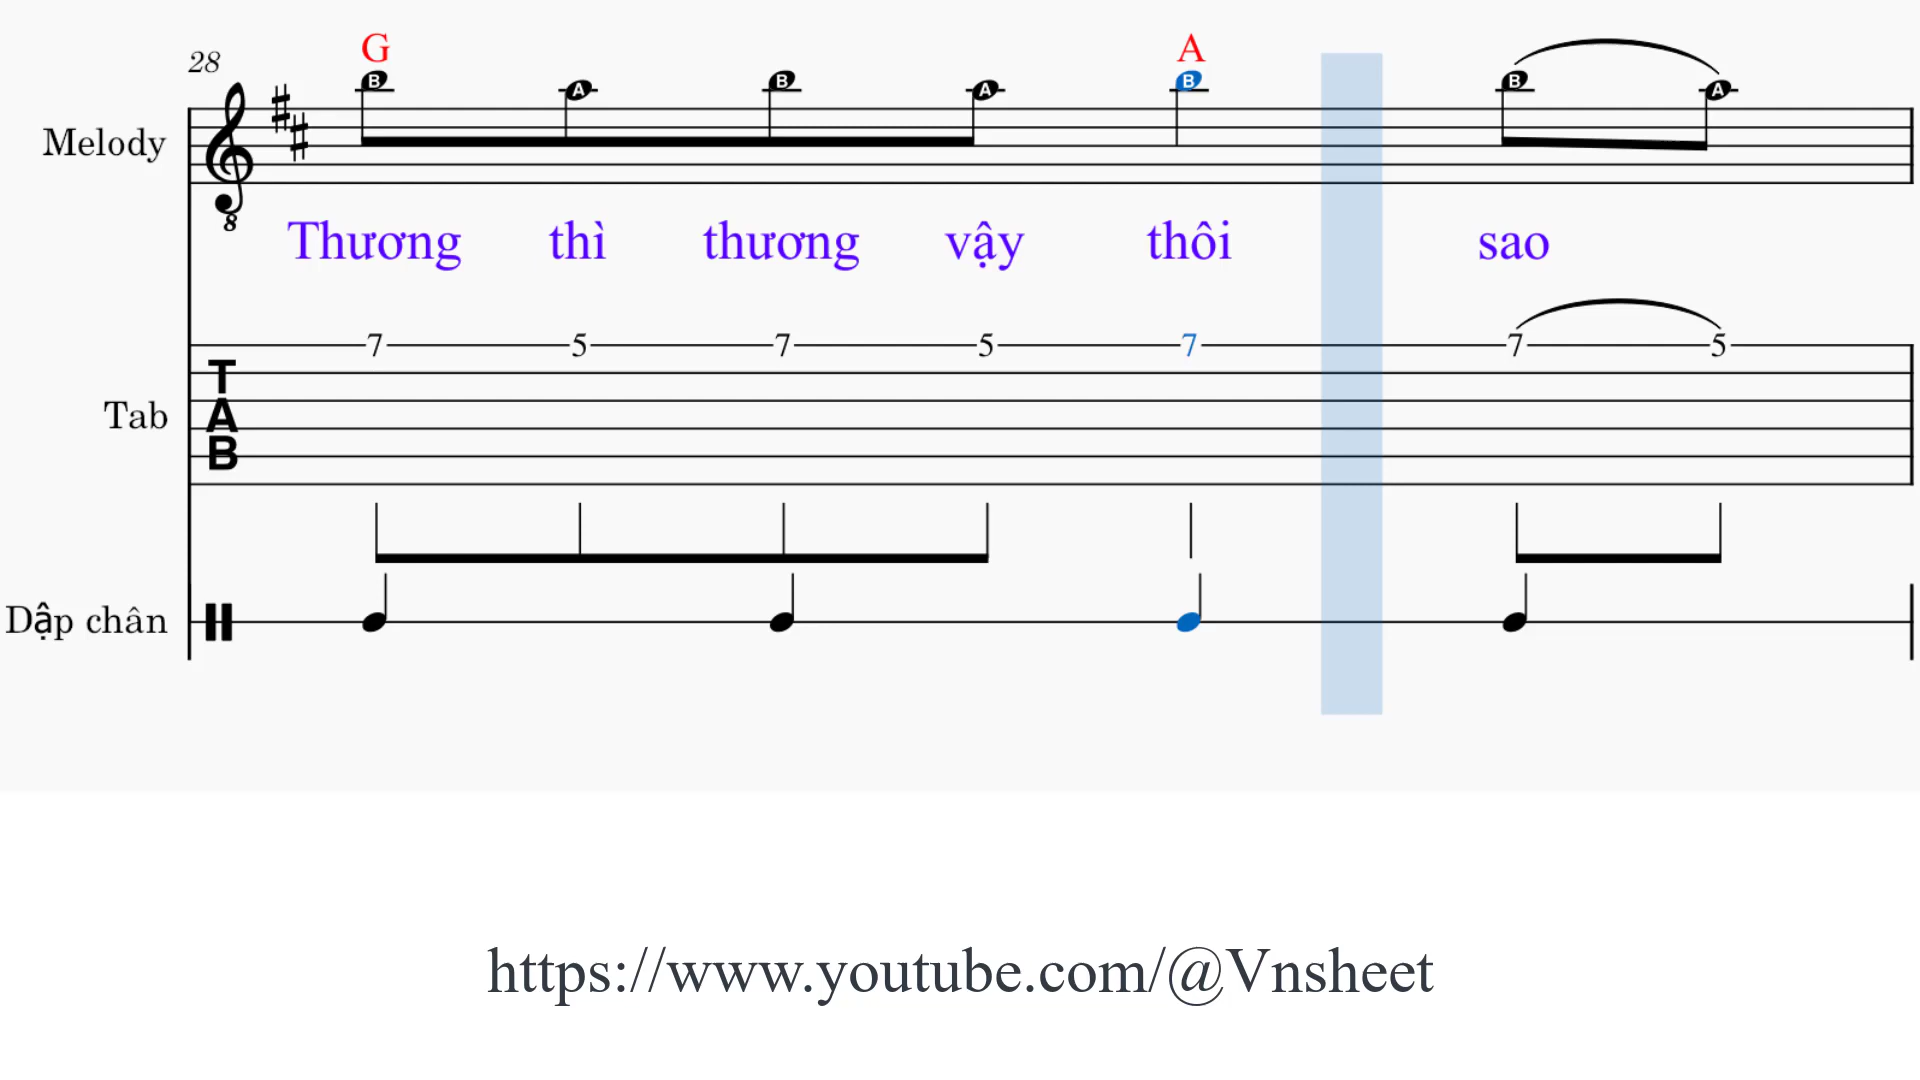 28 G A
B A B A B B A
Melody
8
Thương thì thương vậy thôi sao
7 5 7 5 7 7 5
Tab
T
A
B
Dập chân
https://www.youtube.com/@Vnsheet